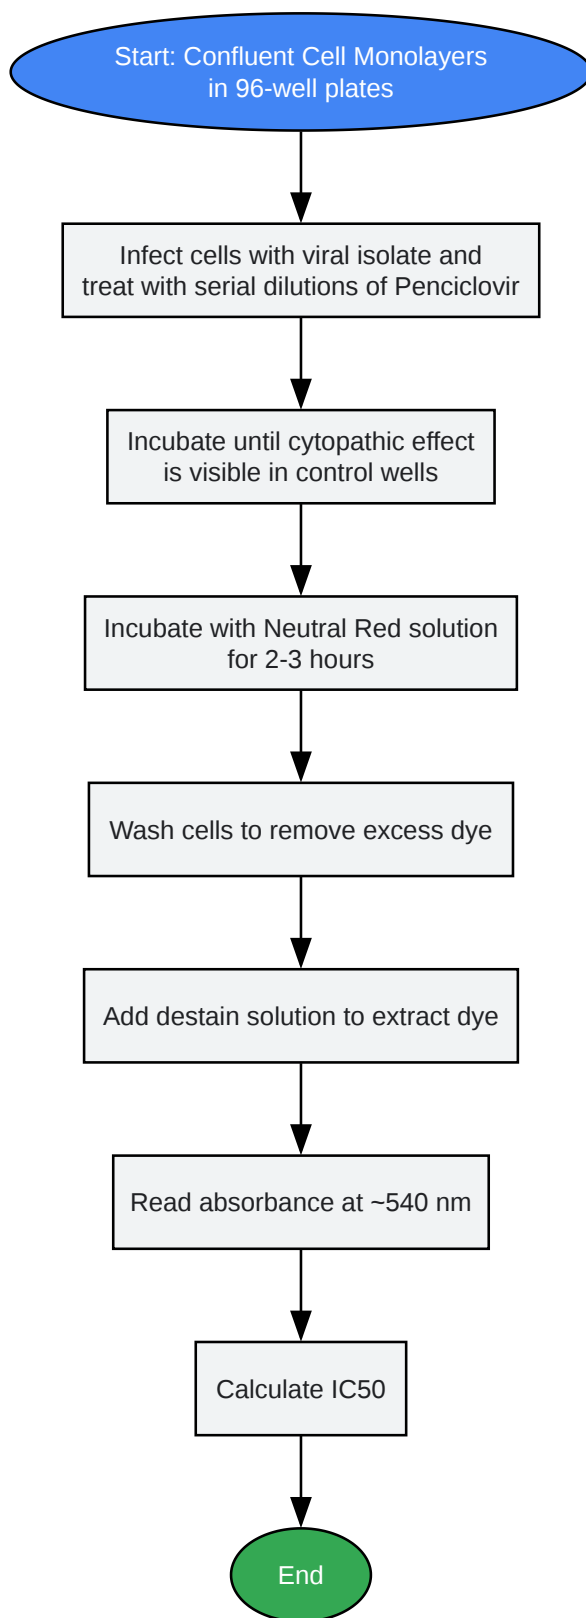 Start: Confluent Cell Monolayers
in 96-well plates
Infect cells with viral isolate and
treat with serial dilutions of Penciclovir
Incubate until cytopathic effect
is visible in control wells
Incubate with Neutral Red solution
for 2-3 hours
Wash cells to remove excess dye
Add destain solution to extract dye
Read absorbance at ~540 nm
Calculate IC50
End